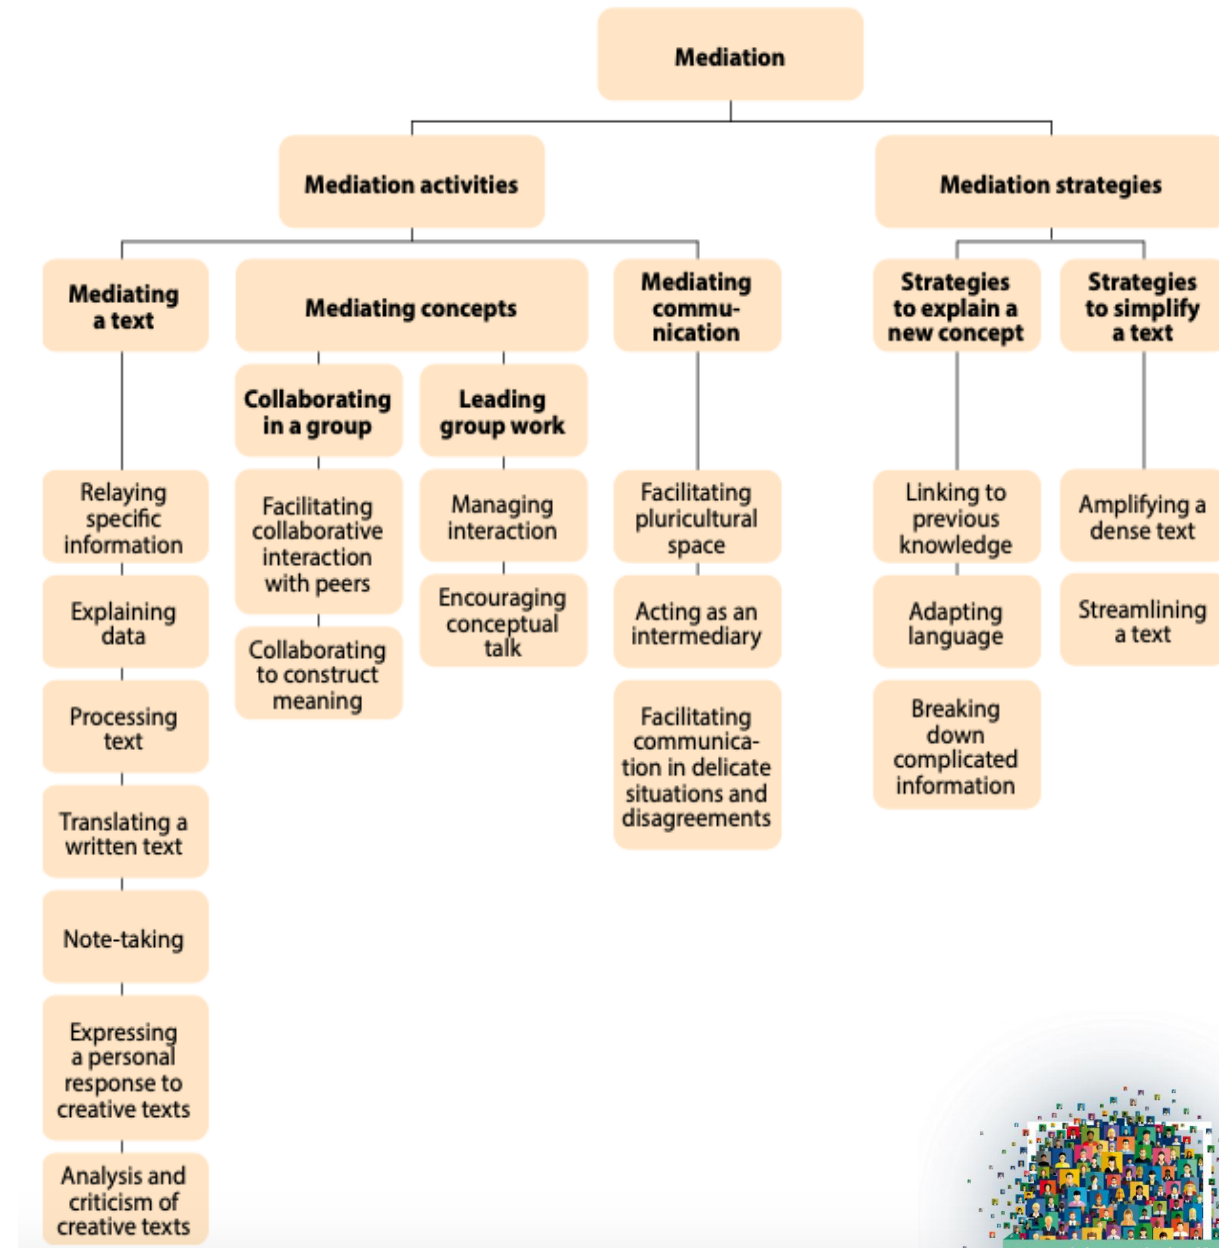 Mediation
Mediation activities
Mediation strategies
Mediating
a text
Mediating concepts
Mediating
commu-
nication
Strategies
to explain a
new concept
Strategies
to simplify
a text
Collaborating
in a group
Leading
group work
Relaying
specific
information
Explaining
data
Processing
text
Translating a
written text
Note-taking
Expressing
a personal
response to
creative texts
Analysis and
criticism of
creative texts
Facilitating
collaborative
interaction
with peers
Collaborating
to construct
meaning
Managing
interaction
Encouraging
conceptual
talk
Facilitating
pluricultural
space
Acting as an
intermediary
Facilitating
communica-
tion in delicate
situations and
disagreements
Linking to
previous
knowledge
Adapting
language
Breaking
down
complicated
information
Amplifying a
dense text
Streamlining
a text